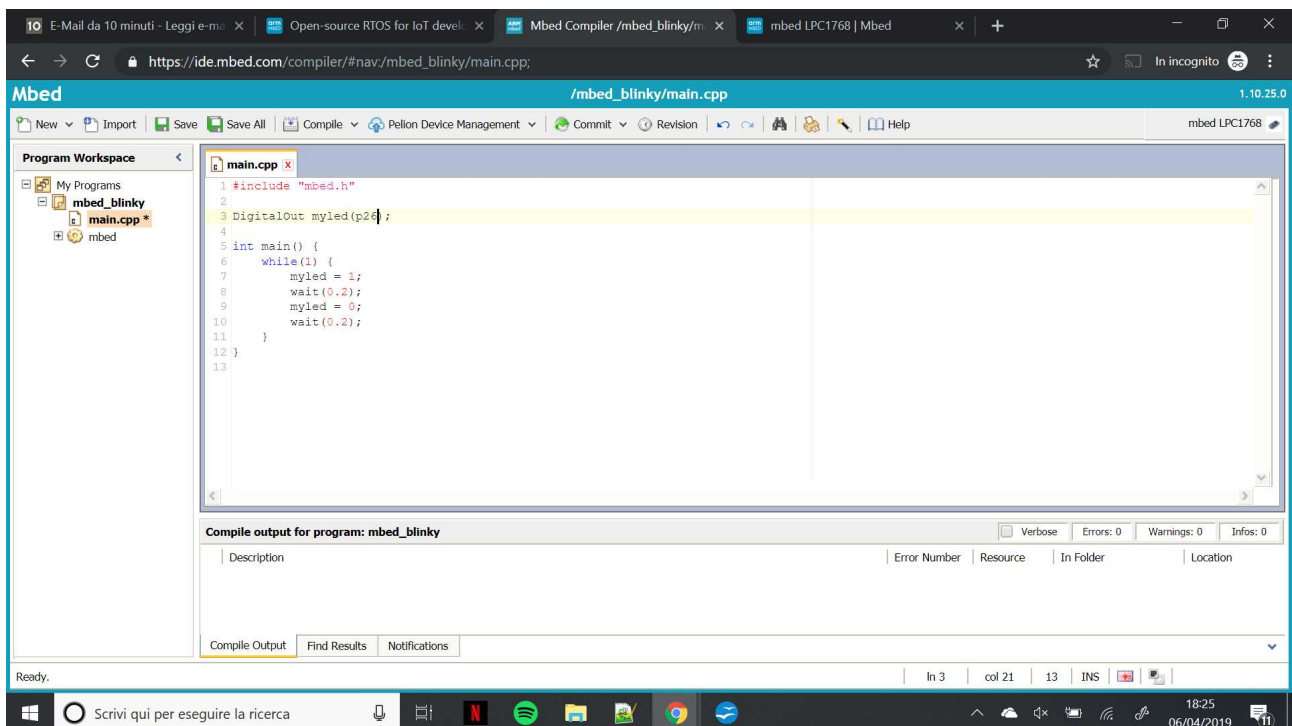 10 E-Mail da 10 minuti - Leggi e-ma
Open-source RTOS for IoT develo
Mbed Compiler /mbed_blinky/m
mbed LPC1768 | Mbed
https://ide.mbed.com/compiler/#nav:/mbed_blinky/main.cpp;
In incognito
Mbed
/mbed_blinky/main.cpp
1.10.25.0
New Import Save Save All Compile Pelion Device Management Commit Revision Help
mbed LPC1768
Program Workspace
My Programs
mbed_blinky
main.cpp *
mbed
main.cpp
1 #include "mbed.h"
2
3 DigitalOut myled(p26);
4
5 int main() {
6 while(1) {
7 myled = 1;
8 wait(0.2);
9 myled = 0;
10 wait(0.2);
11 }
12 }
13
Compile output for program: mbed_blinky
Verbose Errors: 0 Warnings: 0 Infos: 0
Description Error Number Resource In Folder Location
Compile Output Find Results Notifications
Ready.
ln 3 col 21 13 INS
Scrivi qui per eseguire la ricerca
18:25
06/04/2019
11